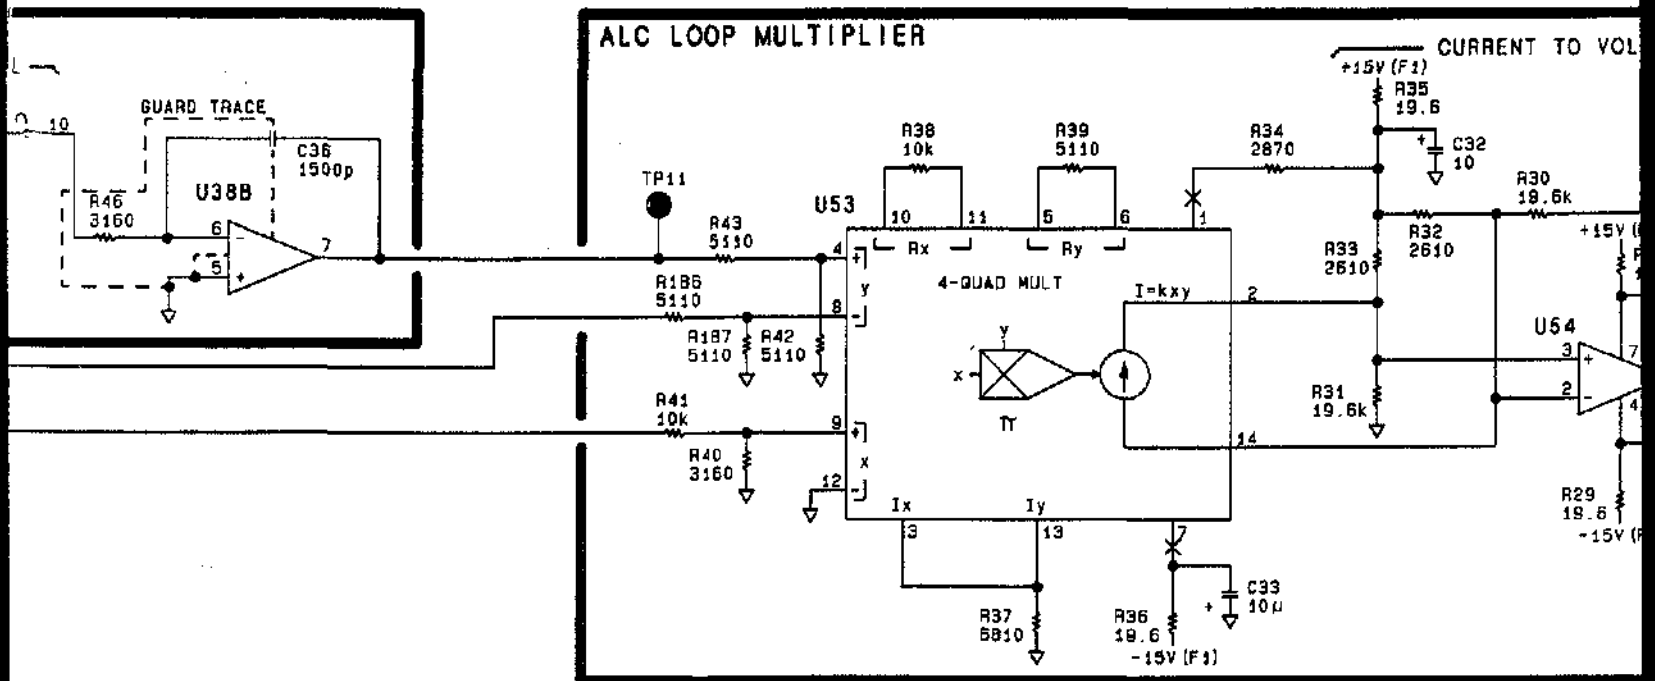 ALC LOOP MULTIPLIER
CURRENT TO VOL
+15V (F1)
R35
19.6
GUARD TRACE
10
C36
1500p
U38B
R46
3160
6
-
7
5
+
TP11
R43
5110
R186
5110
R187
5110
R42
5110
R41
10k
R40
3160
U53
R38
10k
R39
5110
R34
2870
+
C32
10
R30
19.6k
10
11
5
6
1
Rx
Ry
R32
2610
R33
2610
+15V
4
+
y
8
-
4-QUAD MULT
I=kxy
2
y
x
π
14
9
+
x
12
-
Ix
Iy
3
13
7
R31
19.6k
U54
3
+
7
2
-
4
R29
19.6
-15V
R37
6810
R36
19.6
-15V (F1)
+
C33
10µ